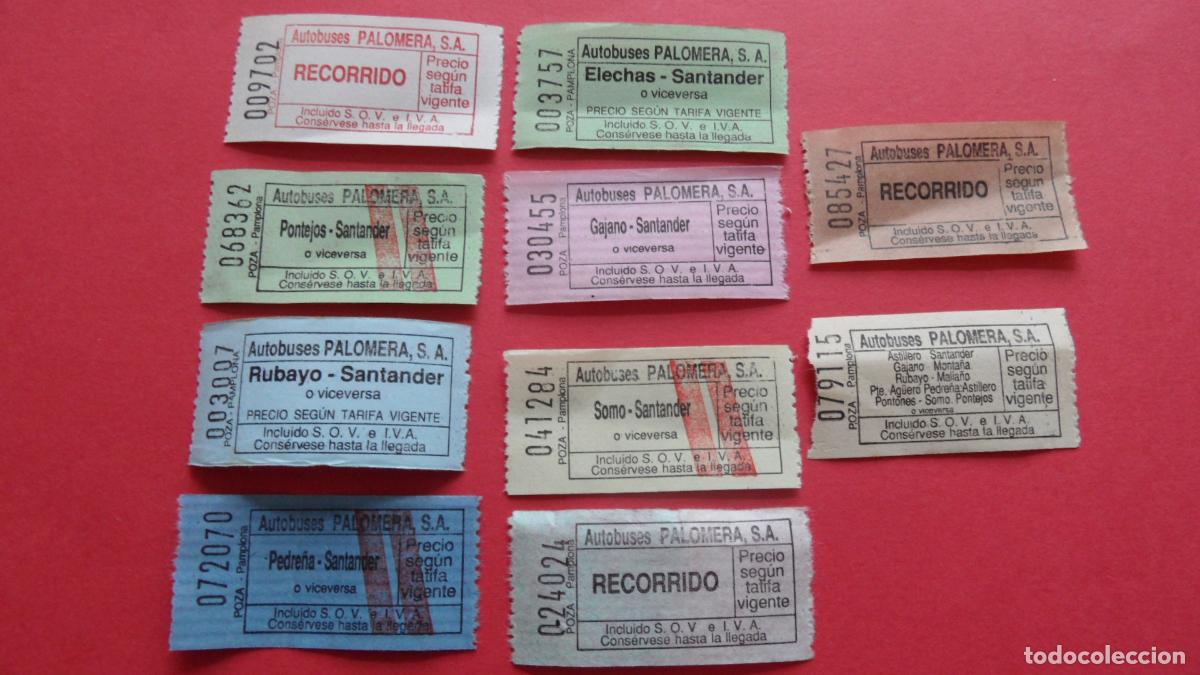 009702
POZA - PAMPLONA
Autobuses PALOMERA, S.A.
RECORRIDO
Precio
según
tatifa
vigente
Incluido S. O. V. e I.V.A.
Consérvese hasta la llegada
003757
POZA - PAMPLONA
Autobuses PALOMERA, S. A.
Elechas - Santander
o viceversa
PRECIO SEGÚN TARIFA VIGENTE
Incluido S. O. V. e I.V.A.
Consérvese hasta la llegada
085427
POZA - Pamplona
Autobuses PALOMERA, S.A.
RECORRIDO
Precio
según
tatifa
vigente
Incluido S. O. V. e I.V.A.
Consérvese hasta la llegada
068362
POZA - Pamplona
Autobuses PALOMERA, S.A.
Pontejos - Santander
o viceversa
Precio
según
tatifa
vigente
Incluido S. O. V. e I.V.A.
Consérvese hasta la llegada
030455
POZA - Pamplona
Autobuses PALOMERA, S.A.
Gajano - Santander
o viceversa
Precio
según
tatifa
vigente
Incluido S. O. V. e I.V.A.
Consérvese hasta la llegada
003007
POZA - PAMPLONA
Autobuses PALOMERA, S. A.
Rubayo - Santander
o viceversa
PRECIO SEGÚN TARIFA VIGENTE
Incluido S. O. V. e I.V.A.
Consérvese hasta la llegada
041284
POZA - Pamplona
Autobuses PALOMERA, S.A.
Somo - Santander
o viceversa
Precio
según
tatifa
vigente
Incluido S. O. V. e I.V.A.
Consérvese hasta la llegada
079115
POZA - Pamplona
Autobuses PALOMERA, S.A.
Astillero Santander
Gajano Montaña
Rubayo - Maliaño
Pte. Agüero Pedreña:Astillero
Pontones - Somo. Pontejos
o viceversa
Precio
según
tatifa
vigente
Incluido S. O. V. e I.V.A.
Consérvese hasta la llegada
072070
POZA - Pamplona
Autobuses PALOMERA, S.A.
Pedreña - Santander
o viceversa
Precio
según
tatifa
vigente
Incluido S. O. V. e I. V. A.
Consérvese hasta la llegada
024024
POZA - Pamplona
Autobuses PALOMERA, S.A.
RECORRIDO
Precio
según
tatifa
vigente
Incluido S. O. V e I.V.A.
Consérvese hasta la llegada
todocoleccion